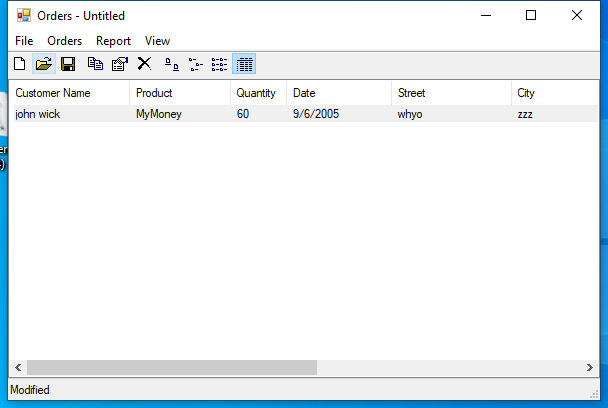 Orders - Untitled
File Orders Report View
Customer Name Product Quantity Date Street City
john wick MyMoney 60 9/6/2005 whyo zzz
Modified